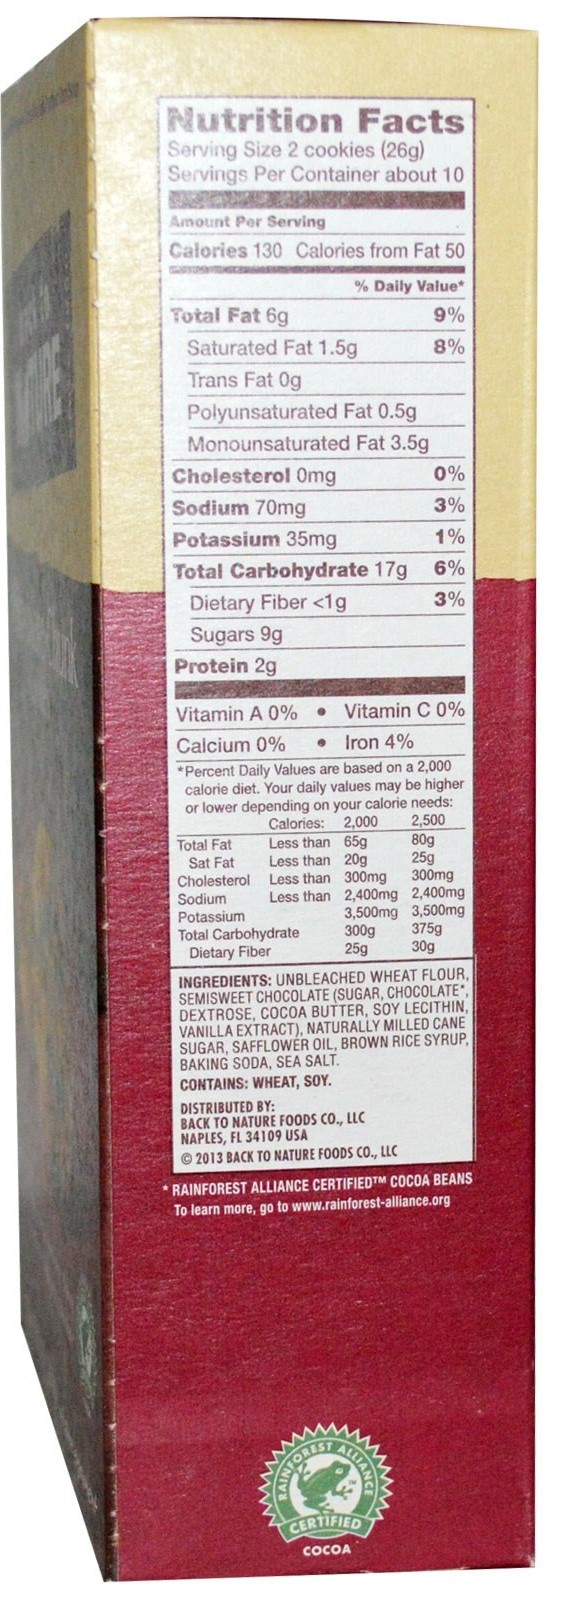 Nutrition Facts
Serving Size 2 cookies (26g)
Servings Per Container about 10
Amount Per Serving
Calories 130 Calories from Fat 50
% Daily Value*
Total Fat 6g 9%
Saturated Fat 1.5g 8%
Trans Fat 0g
Polyunsaturated Fat 0.5g
Monounsaturated Fat 3.5g
Cholesterol 0mg 0%
Sodium 70mg 3%
Potassium 35mg 1%
Total Carbohydrate 17g 6%
Dietary Fiber <1g 3%
Sugars 9g
Protein 2g
Vitamin A 0% • Vitamin C 0%
Calcium 0% • Iron 4%
*Percent Daily Values are based on a 2,000
calorie diet. Your daily values may be higher
or lower depending on your calorie needs:
Calories: 2,000 2,500
Total Fat Less than 65g 80g
Sat Fat Less than 20g 25g
Cholesterol Less than 300mg 300mg
Sodium Less than 2,400mg 2,400mg
Potassium 3,500mg 3,500mg
Total Carbohydrate 300g 375g
Dietary Fiber 25g 30g
INGREDIENTS: UNBLEACHED WHEAT FLOUR,
SEMISWEET CHOCOLATE (SUGAR, CHOCOLATE*,
DEXTROSE, COCOA BUTTER, SOY LECITHIN,
VANILLA EXTRACT), NATURALLY MILLED CANE
SUGAR, SAFFLOWER OIL, BROWN RICE SYRUP,
BAKING SODA, SEA SALT.
CONTAINS: WHEAT, SOY.
DISTRIBUTED BY:
BACK TO NATURE FOODS CO., LLC
NAPLES, FL 34109 USA
© 2013 BACK TO NATURE FOODS CO., LLC
* RAINFOREST ALLIANCE CERTIFIED™ COCOA BEANS
To learn more, go to www.rainforest-alliance.org
RAINFOREST ALLIANCE
TM
CERTIFIED
COCOA